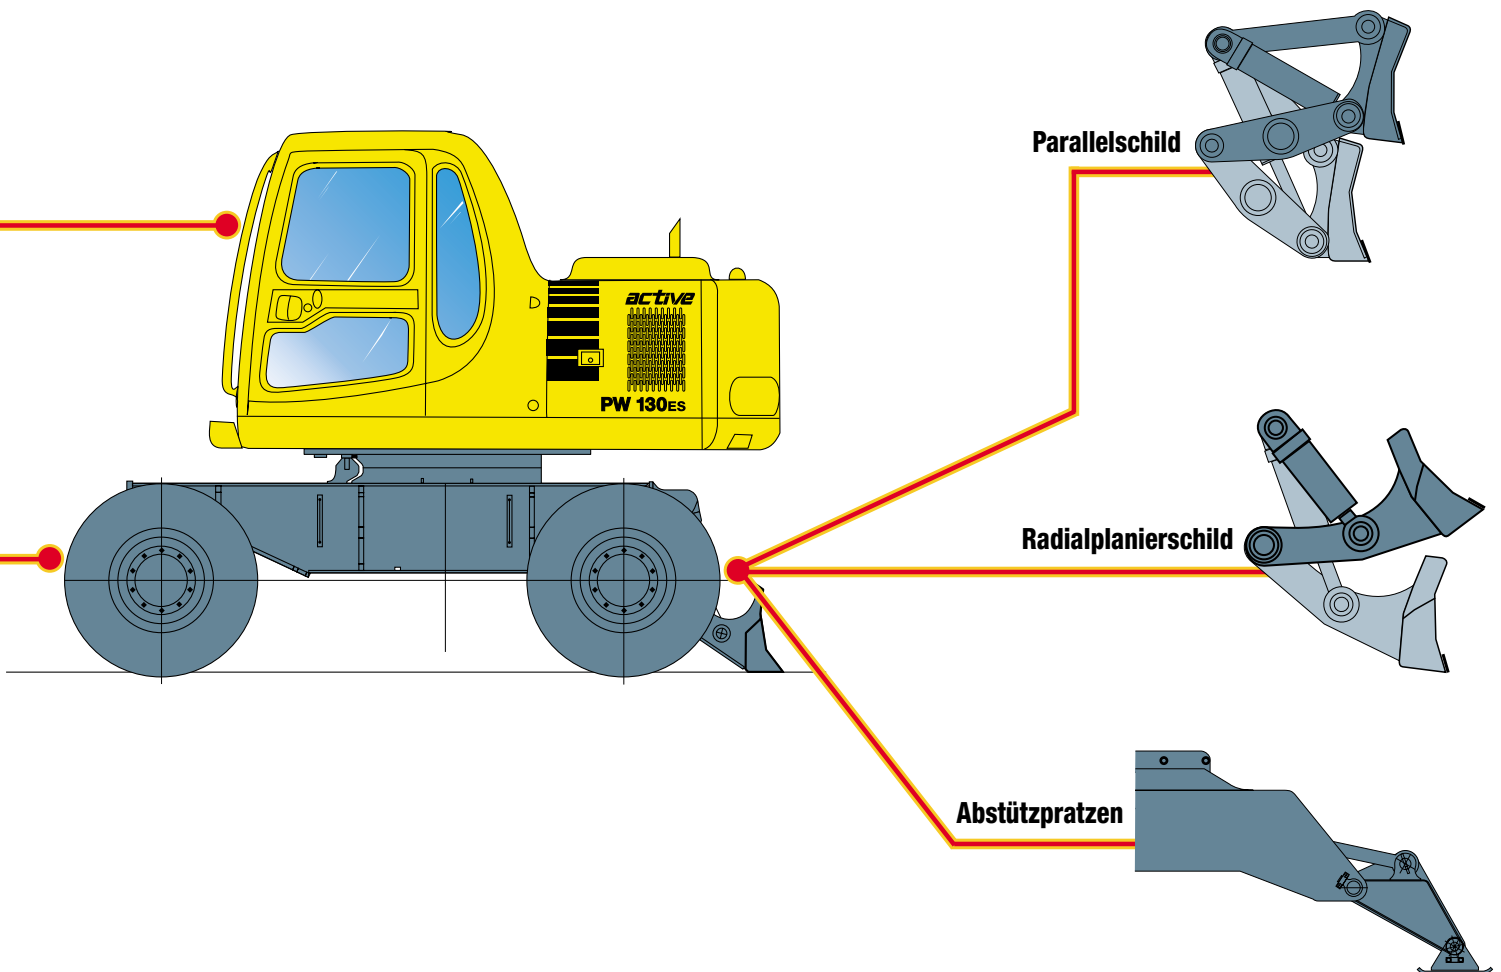 Parallelschild
active
PW 130ES
Radialplanierschild
Abstützpratzen